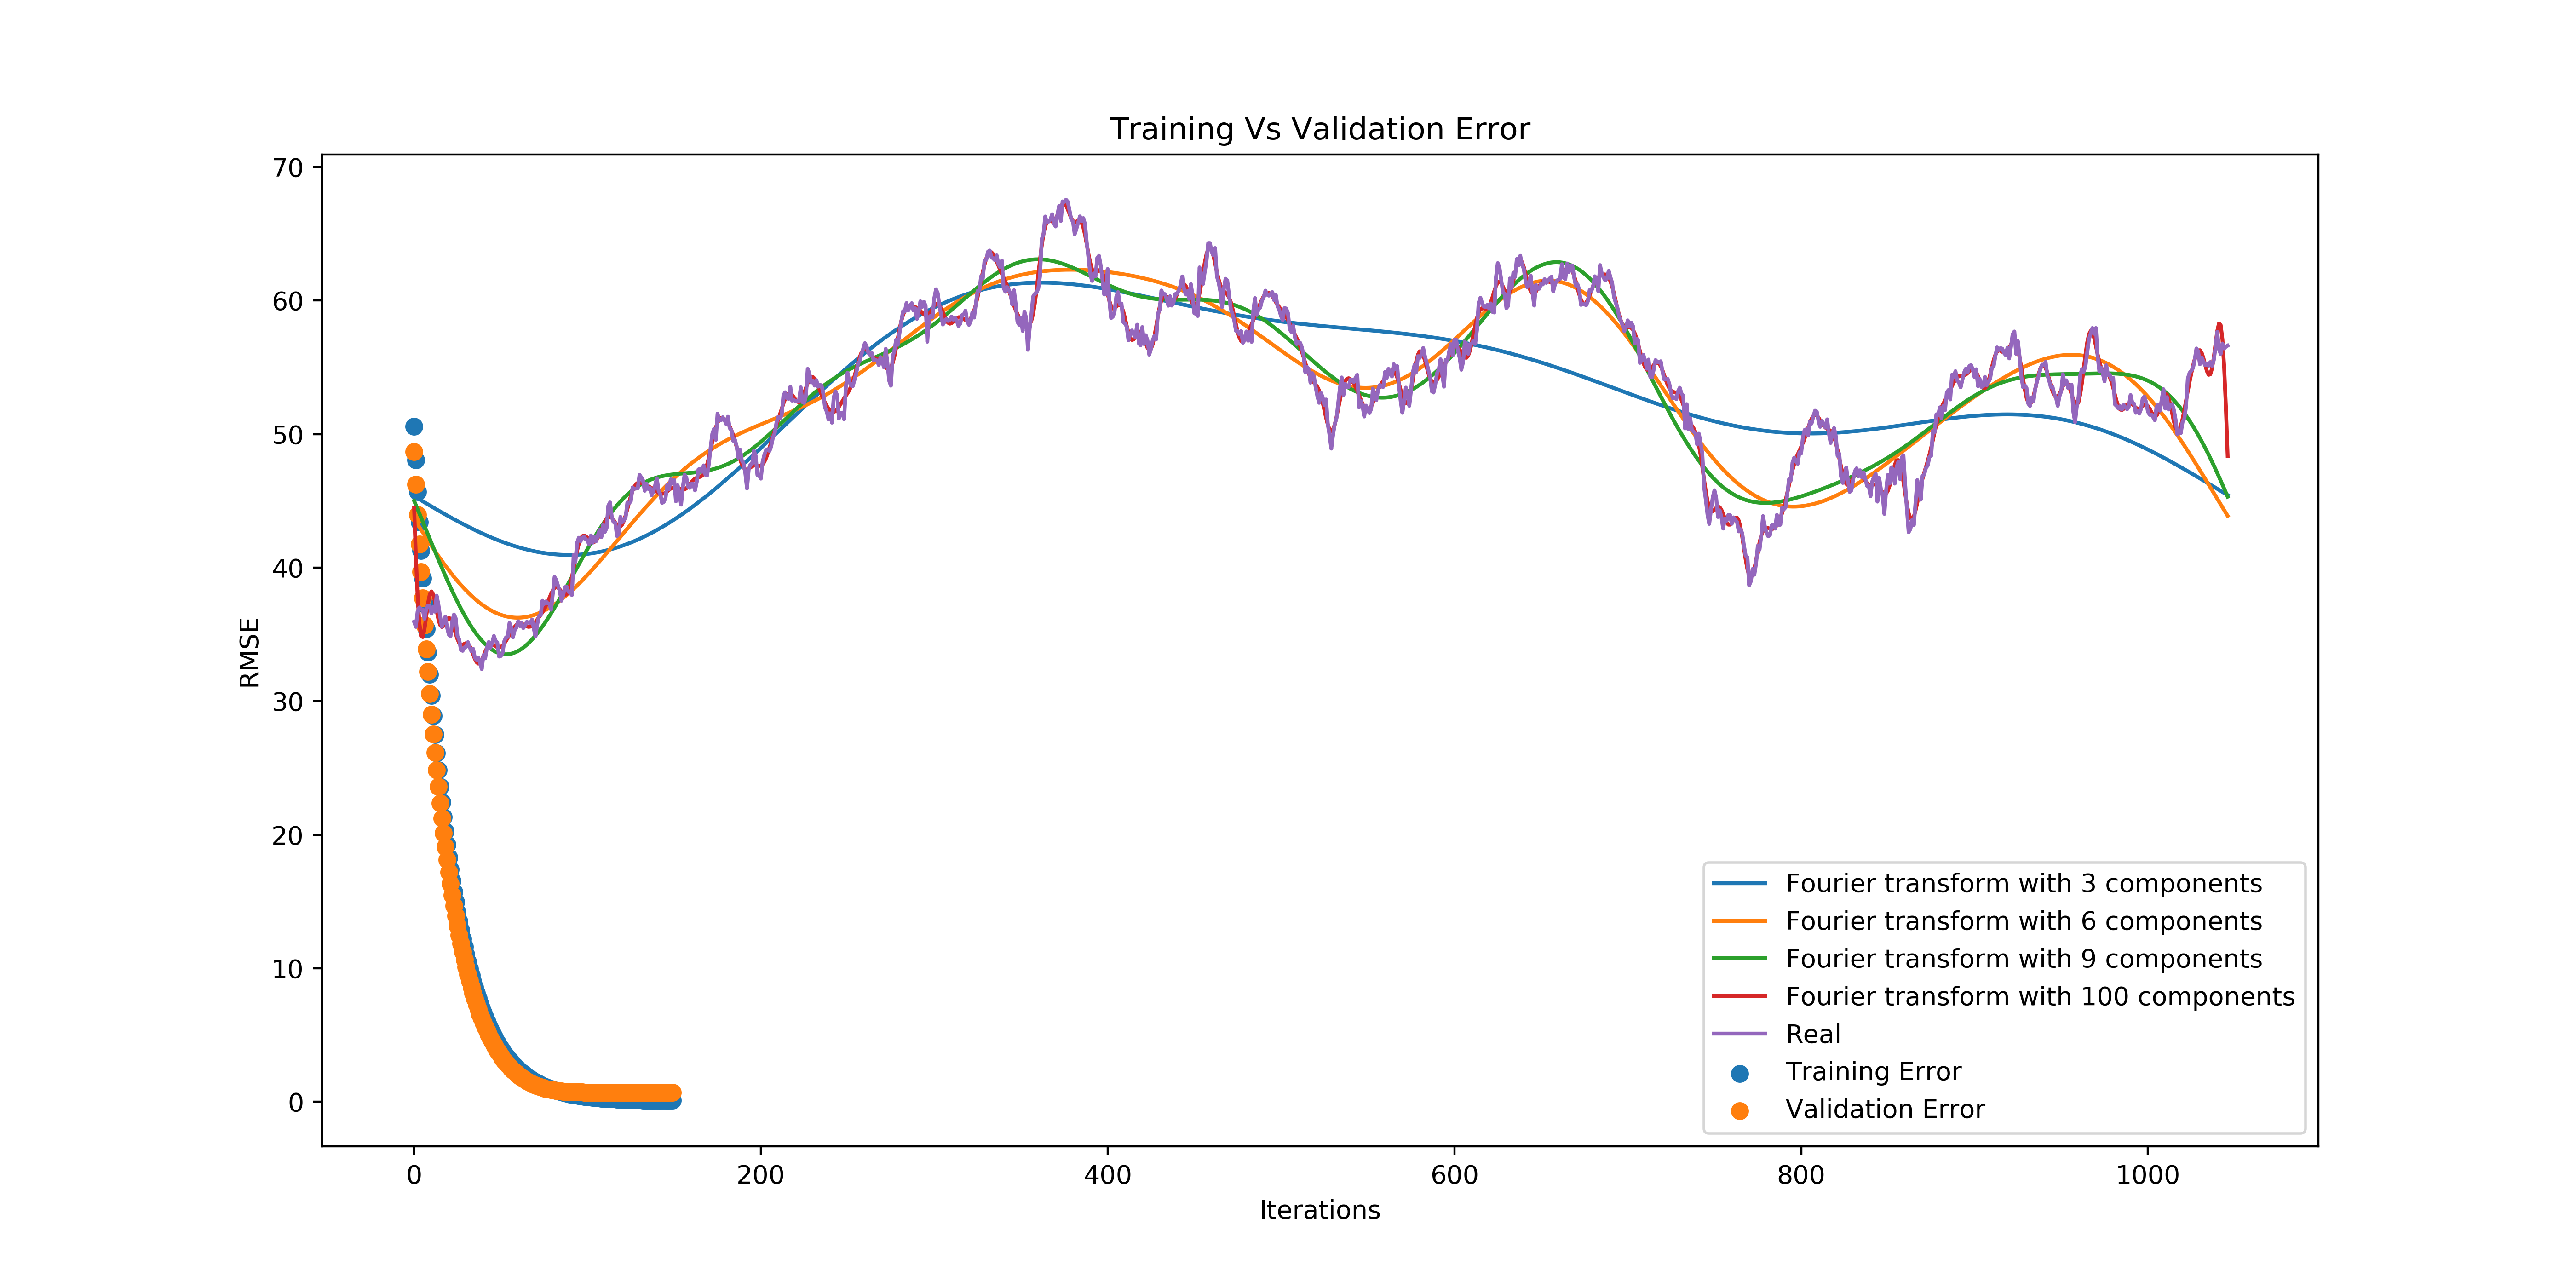 Training Vs Validation Error
70
60
50
40
30
20
10
0
RMSE
0 200 400 600 800 1000
Iterations
Fourier transform with 3 components
Fourier transform with 6 components
Fourier transform with 9 components
Fourier transform with 100 components
Real
Training Error
Validation Error